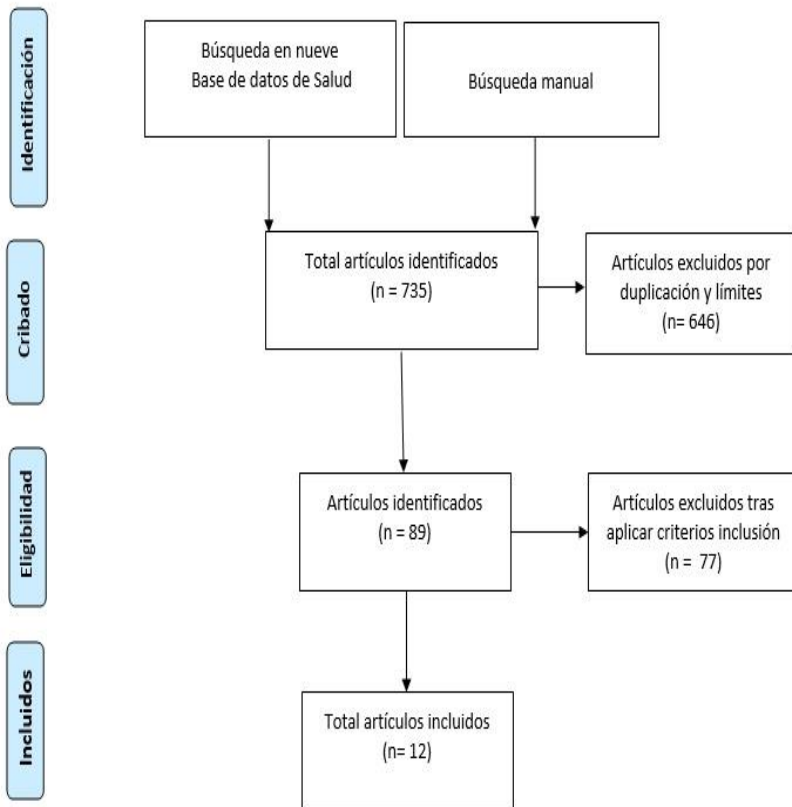 Identificación
Búsqueda en nueve
Base de datos de Salud
Búsqueda manual
Cribado
Total artículos identificados
(n = 735)
Artículos excluidos por
duplicación y límites
(n= 646)
Eligibilidad
Artículos identificados
(n = 89)
Artículos excluidos tras
aplicar criterios inclusión
(n = 77)
Incluidos
Total artículos incluidos
(n= 12)